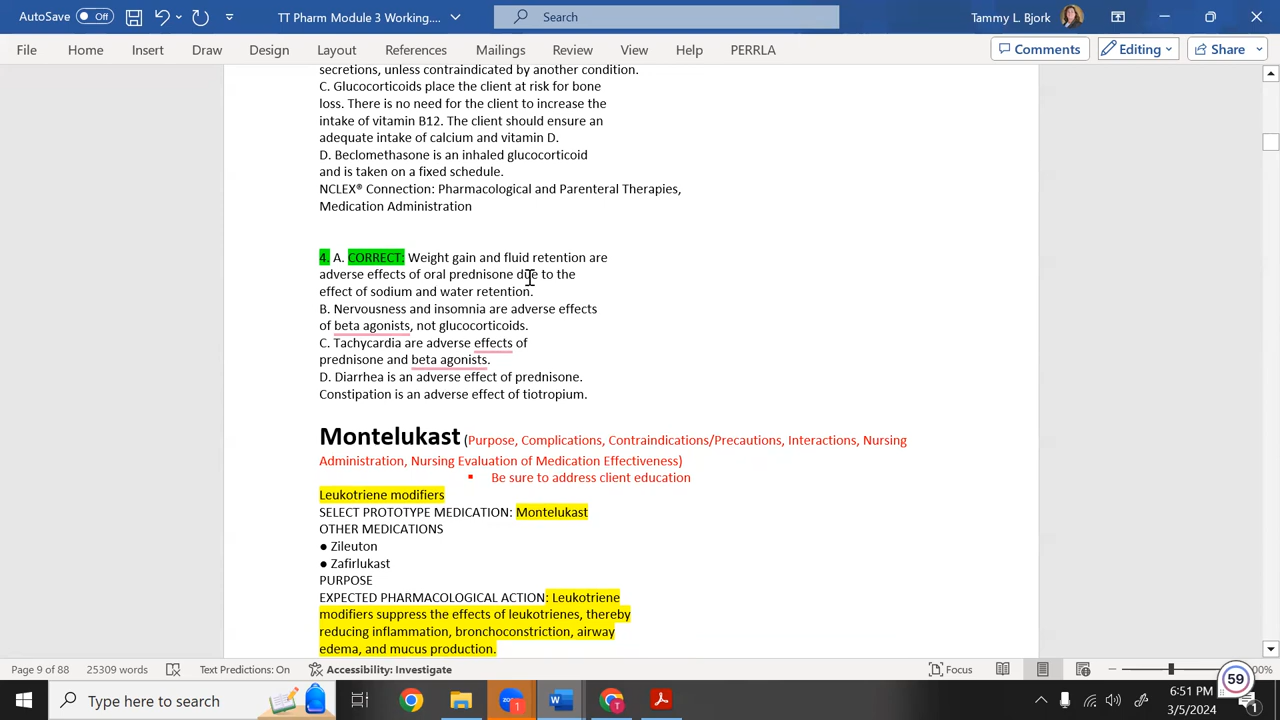 AutoSave Off TT Pharm Module 3 Working.... Search Tammy L. Bjork
File Home Insert Draw Design Layout References Mailings Review View Help PERRLA Comments Editing Share
secretions, unless contraindicated by another condition.
C. Glucocorticoids place the client at risk for bone
loss. There is no need for the client to increase the
intake of vitamin B12. The client should ensure an
adequate intake of calcium and vitamin D.
D. Beclomethasone is an inhaled glucocorticoid
and is taken on a fixed schedule.
NCLEX® Connection: Pharmacological and Parenteral Therapies,
Medication Administration
4. A. CORRECT: Weight gain and fluid retention are
adverse effects of oral prednisone due to the
effect of sodium and water retention.
B. Nervousness and insomnia are adverse effects
of beta agonists, not glucocorticoids.
C. Tachycardia are adverse effects of
prednisone and beta agonists.
D. Diarrhea is an adverse effect of prednisone.
Constipation is an adverse effect of tiotropium.
Montelukast (Purpose, Complications, Contraindications/Precautions, Interactions, Nursing
Administration, Nursing Evaluation of Medication Effectiveness)
▪ Be sure to address client education
Leukotriene modifiers
SELECT PROTOTYPE MEDICATION: Montelukast
OTHER MEDICATIONS
● Zileuton
● Zafirlukast
PURPOSE
EXPECTED PHARMACOLOGICAL ACTION: Leukotriene
modifiers suppress the effects of leukotrienes, thereby
reducing inflammation, bronchoconstriction, airway
edema, and mucus production.
Page 9 of 88 25309 words Text Predictions: On Accessibility: Investigate Focus
59
Type here to search 1 T 6:51 PM
3/5/2024 1